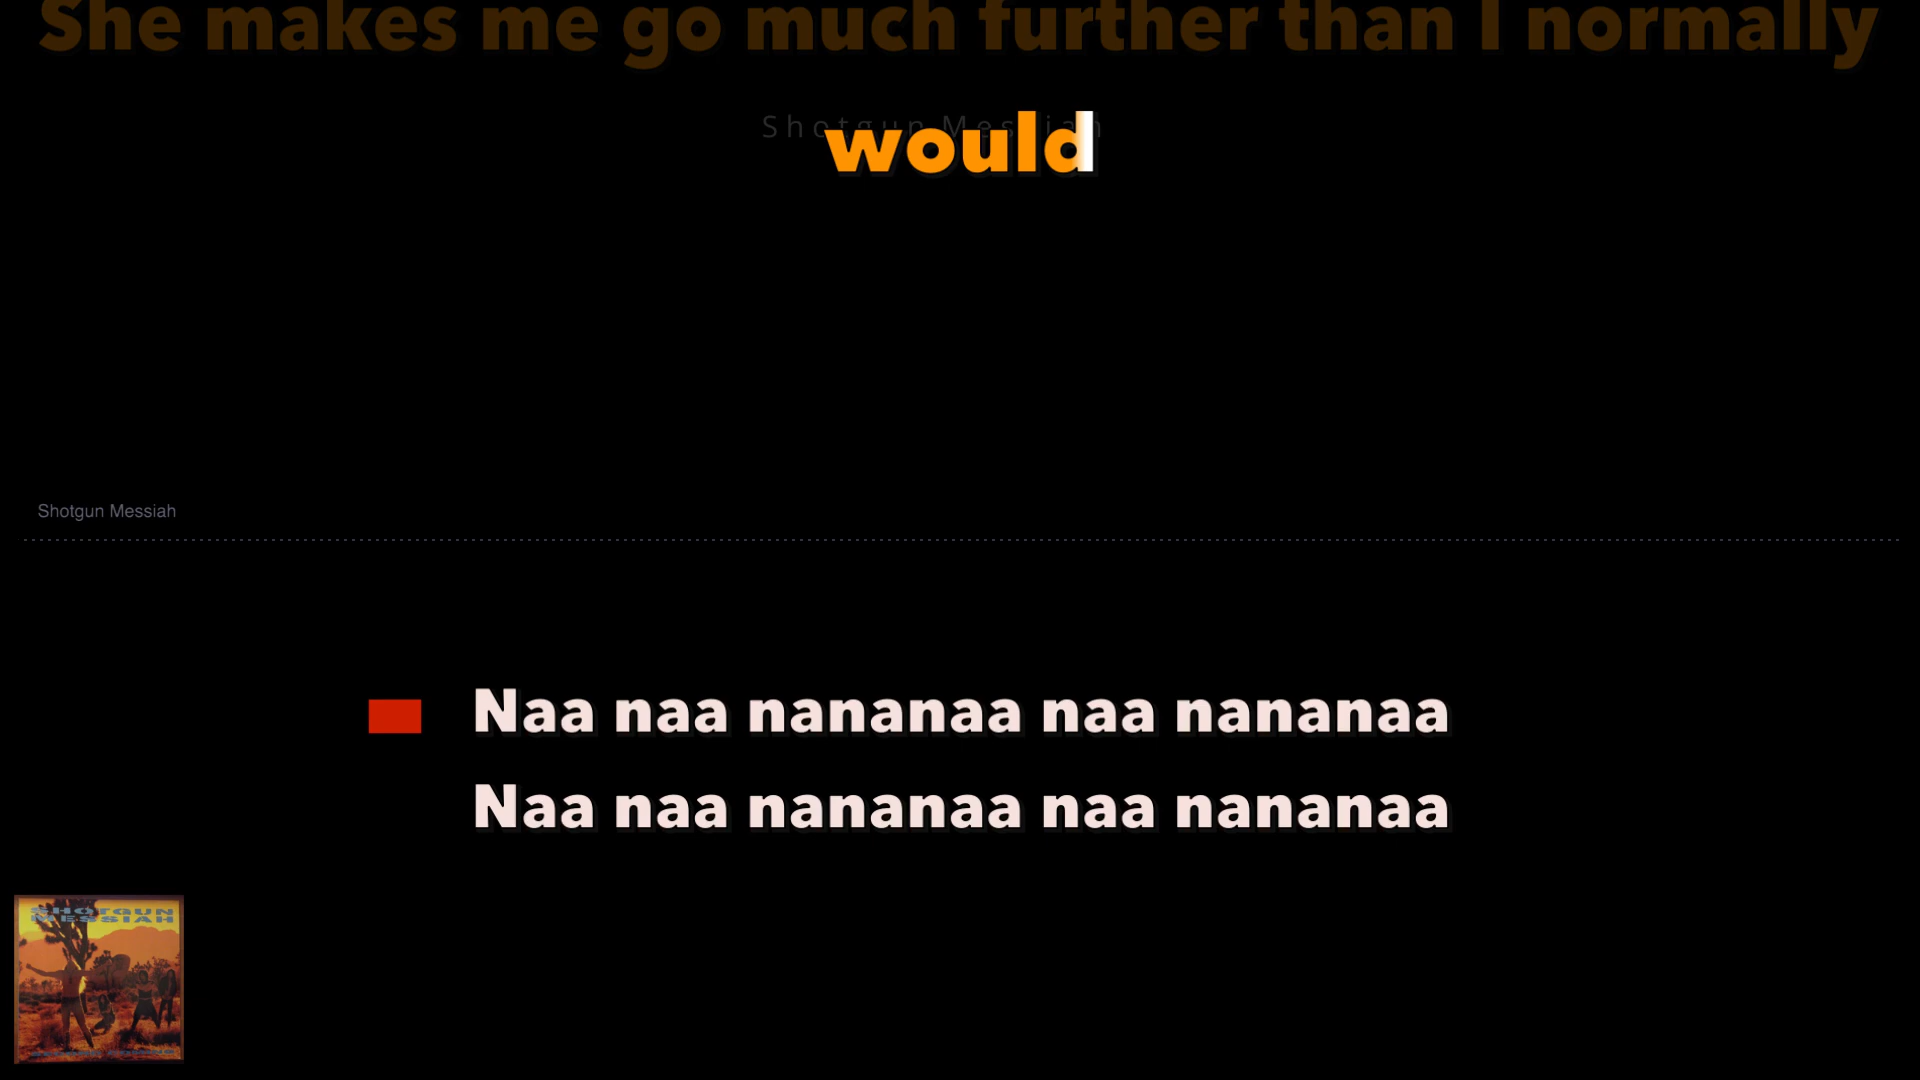 She makes me go much further than I normally
Shotgun Messiah
would
Shotgun Messiah
Naa naa nananaa naa nananaa
Naa naa nananaa naa nananaa
SHOTGUN
MESSIAH